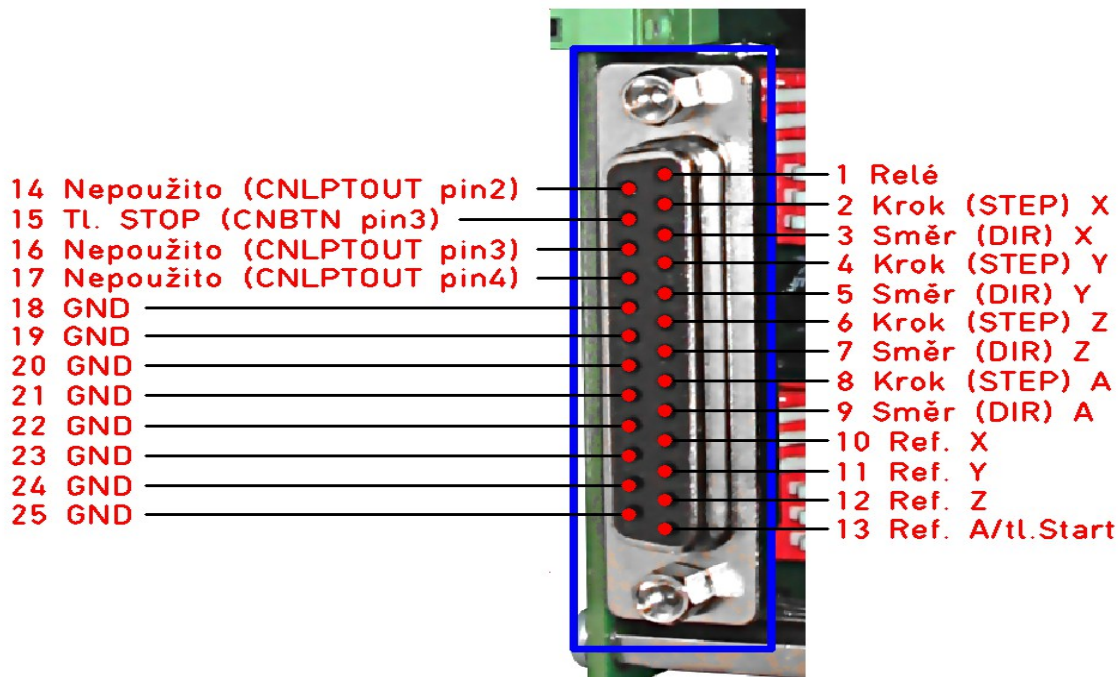 14 Nepoužito (CNLPTOUT pin2)
15 Tl. STOP (CNBTN pin3)
16 Nepoužito (CNLPTOUT pin3)
17 Nepoužito (CNLPTOUT pin4)
18 GND
19 GND
20 GND
21 GND
22 GND
23 GND
24 GND
25 GND
1 Relé
2 Krok (STEP) X
3 Směr (DIR) X
4 Krok (STEP) Y
5 Směr (DIR) Y
6 Krok (STEP) Z
7 Směr (DIR) Z
8 Krok (STEP) A
9 Směr (DIR) A
10 Ref. X
11 Ref. Y
12 Ref. Z
13 Ref. A/tl.Start